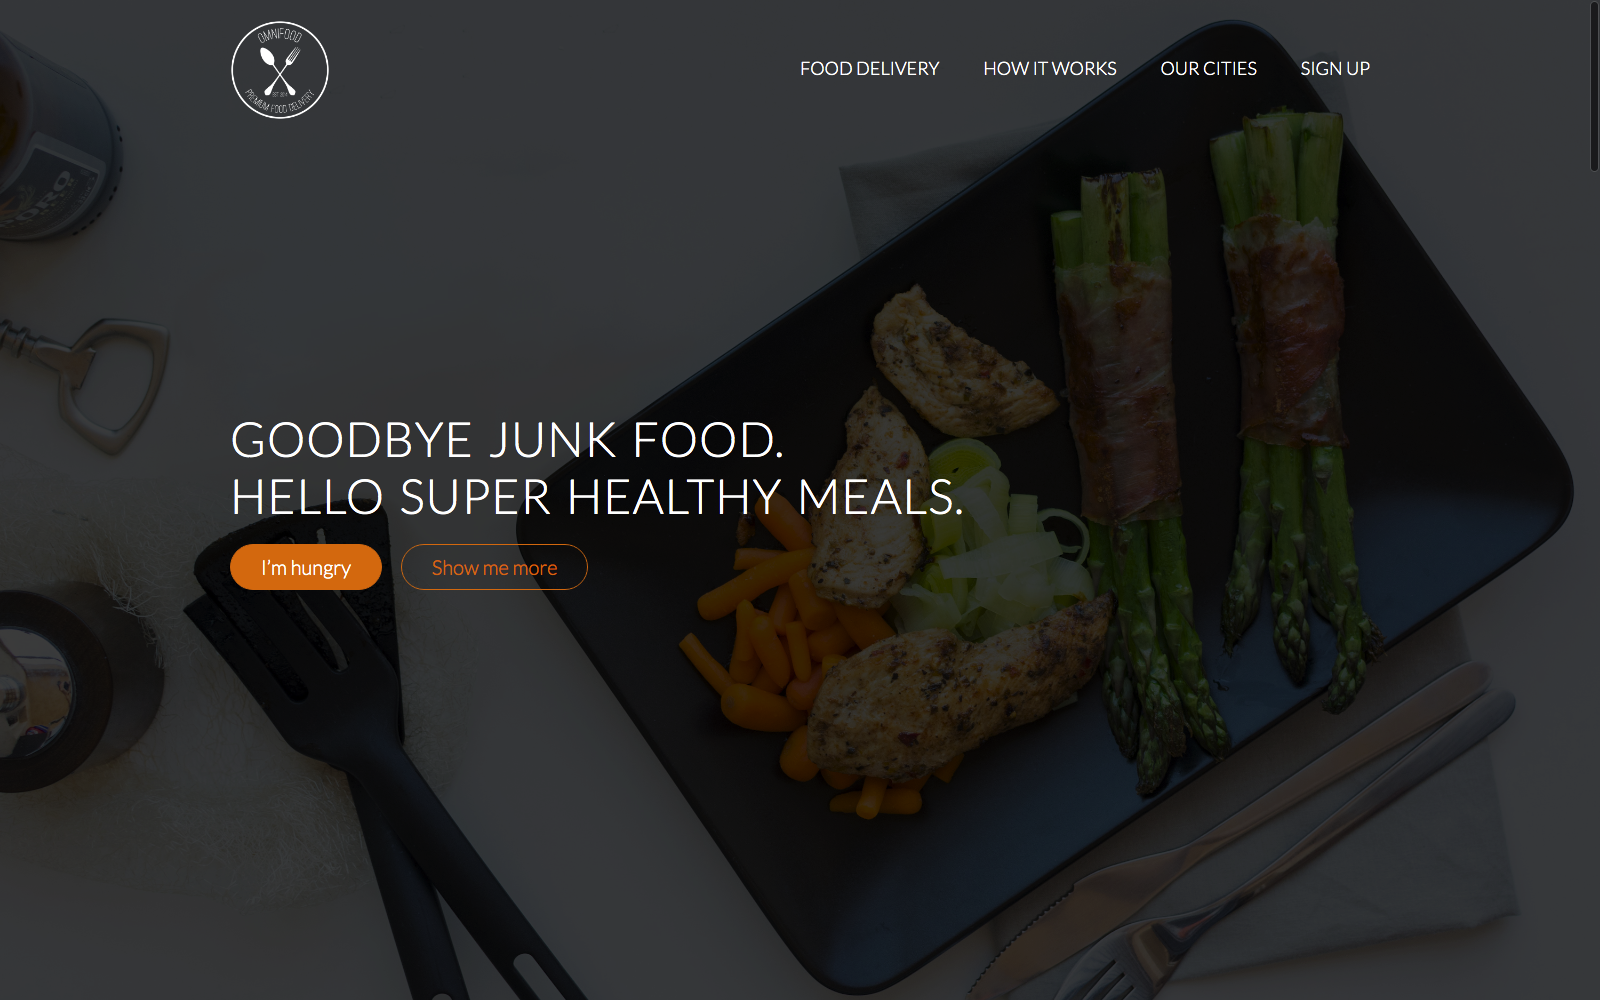 OMNIFOOD
PREMIUM FOOD DELIVERY
FOOD DELIVERY
HOW IT WORKS
OUR CITIES
SIGN UP
GOODBYE JUNK FOOD.
HELLO SUPER HEALTHY MEALS.
I'm hungry
Show me more